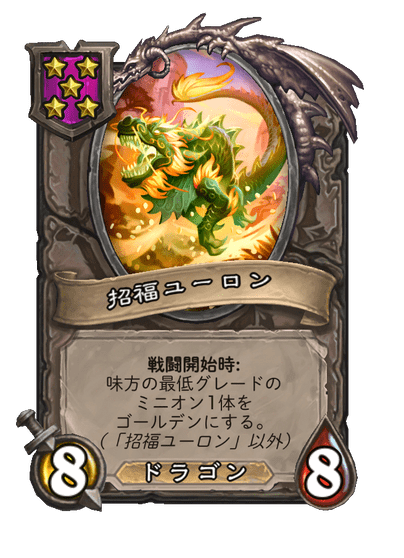 招福ユーロン
戦闘開始時:
味方の最低グレードの
ミニオン1体を
ゴールデンにする。
（「招福ユーロン」以外）
8
ドラゴン
8